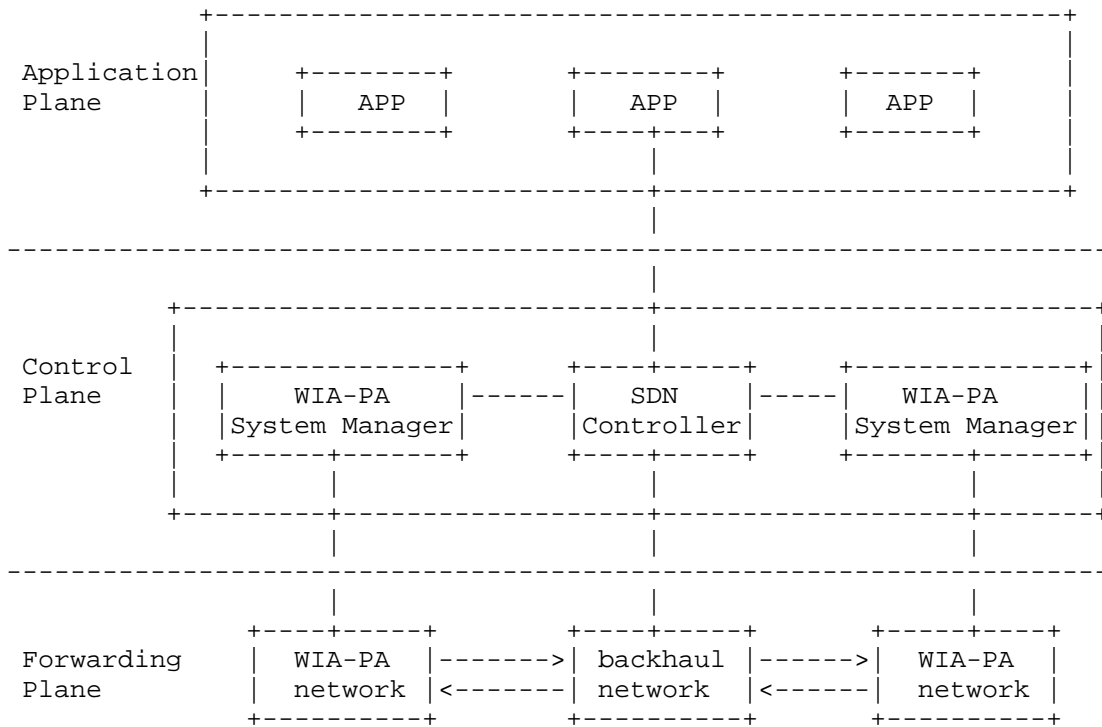 Application
Plane
APP APP APP
Control
Plane
WIA-PA SDN WIA-PA
System Manager Controller System Manager
Forwarding WIA-PA backhaul WIA-PA
Plane network network network